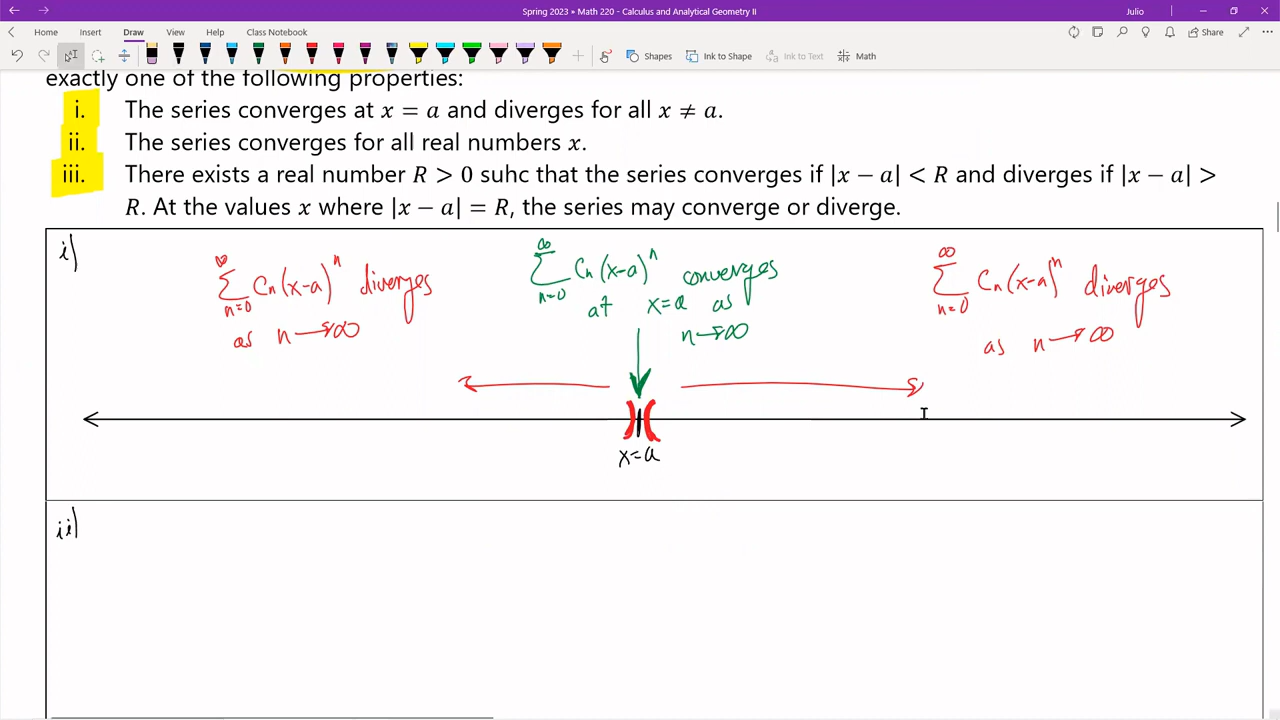 Spring 2023 » Math 220 - Calculus and Analytical Geometry II
Julio
Home Insert Draw View Help Class Notebook
Share
Shapes Ink to Shape Ink to Text Math
exactly one of the following properties:
i. The series converges at x = a and diverges for all x ≠ a.
ii. The series converges for all real numbers x.
iii. There exists a real number R > 0 suhc that the series converges if |x − a| < R and diverges if |x − a| >
R. At the values x where |x − a| = R, the series may converge or diverge.
i)
∞
∑ Cn(x-a)^n diverges
n=0
as n→∞
∞
∑ Cn(x-a)^n converges
n=0
at x=a as
n→∞
∞
∑ Cn(x-a)^n diverges
n=0
as n→∞
x=a
ii)